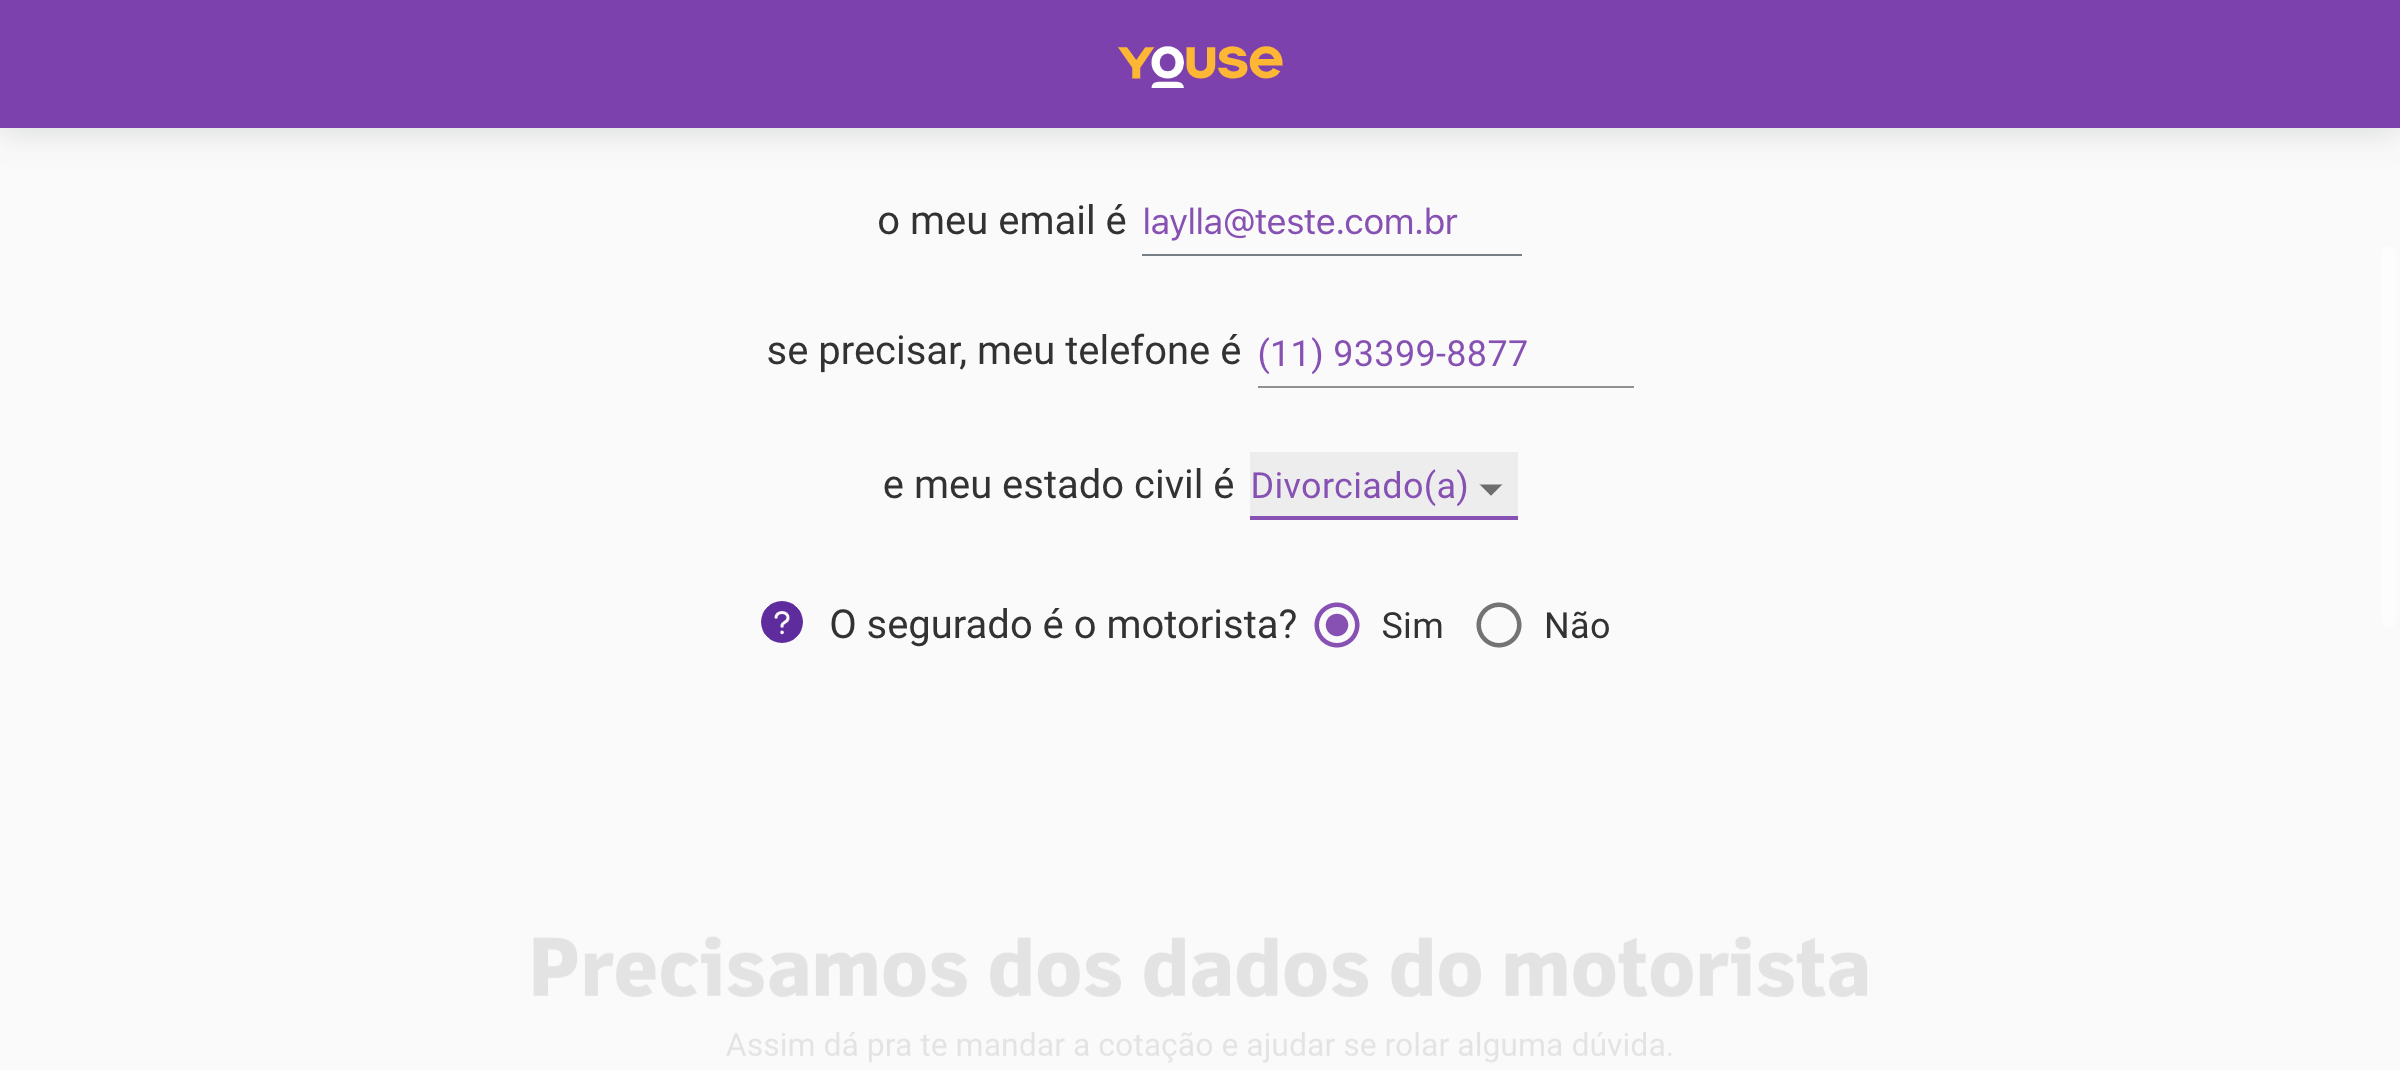 youse
o meu email é laylla@teste.com.br
se precisar, meu telefone é (11) 93399-8877
e meu estado civil é Divorciado(a)
? O segurado é o motorista? Sim Não
Precisamos dos dados do motorista
Assim dá pra te mandar a cotação e ajudar se rolar alguma dúvida.